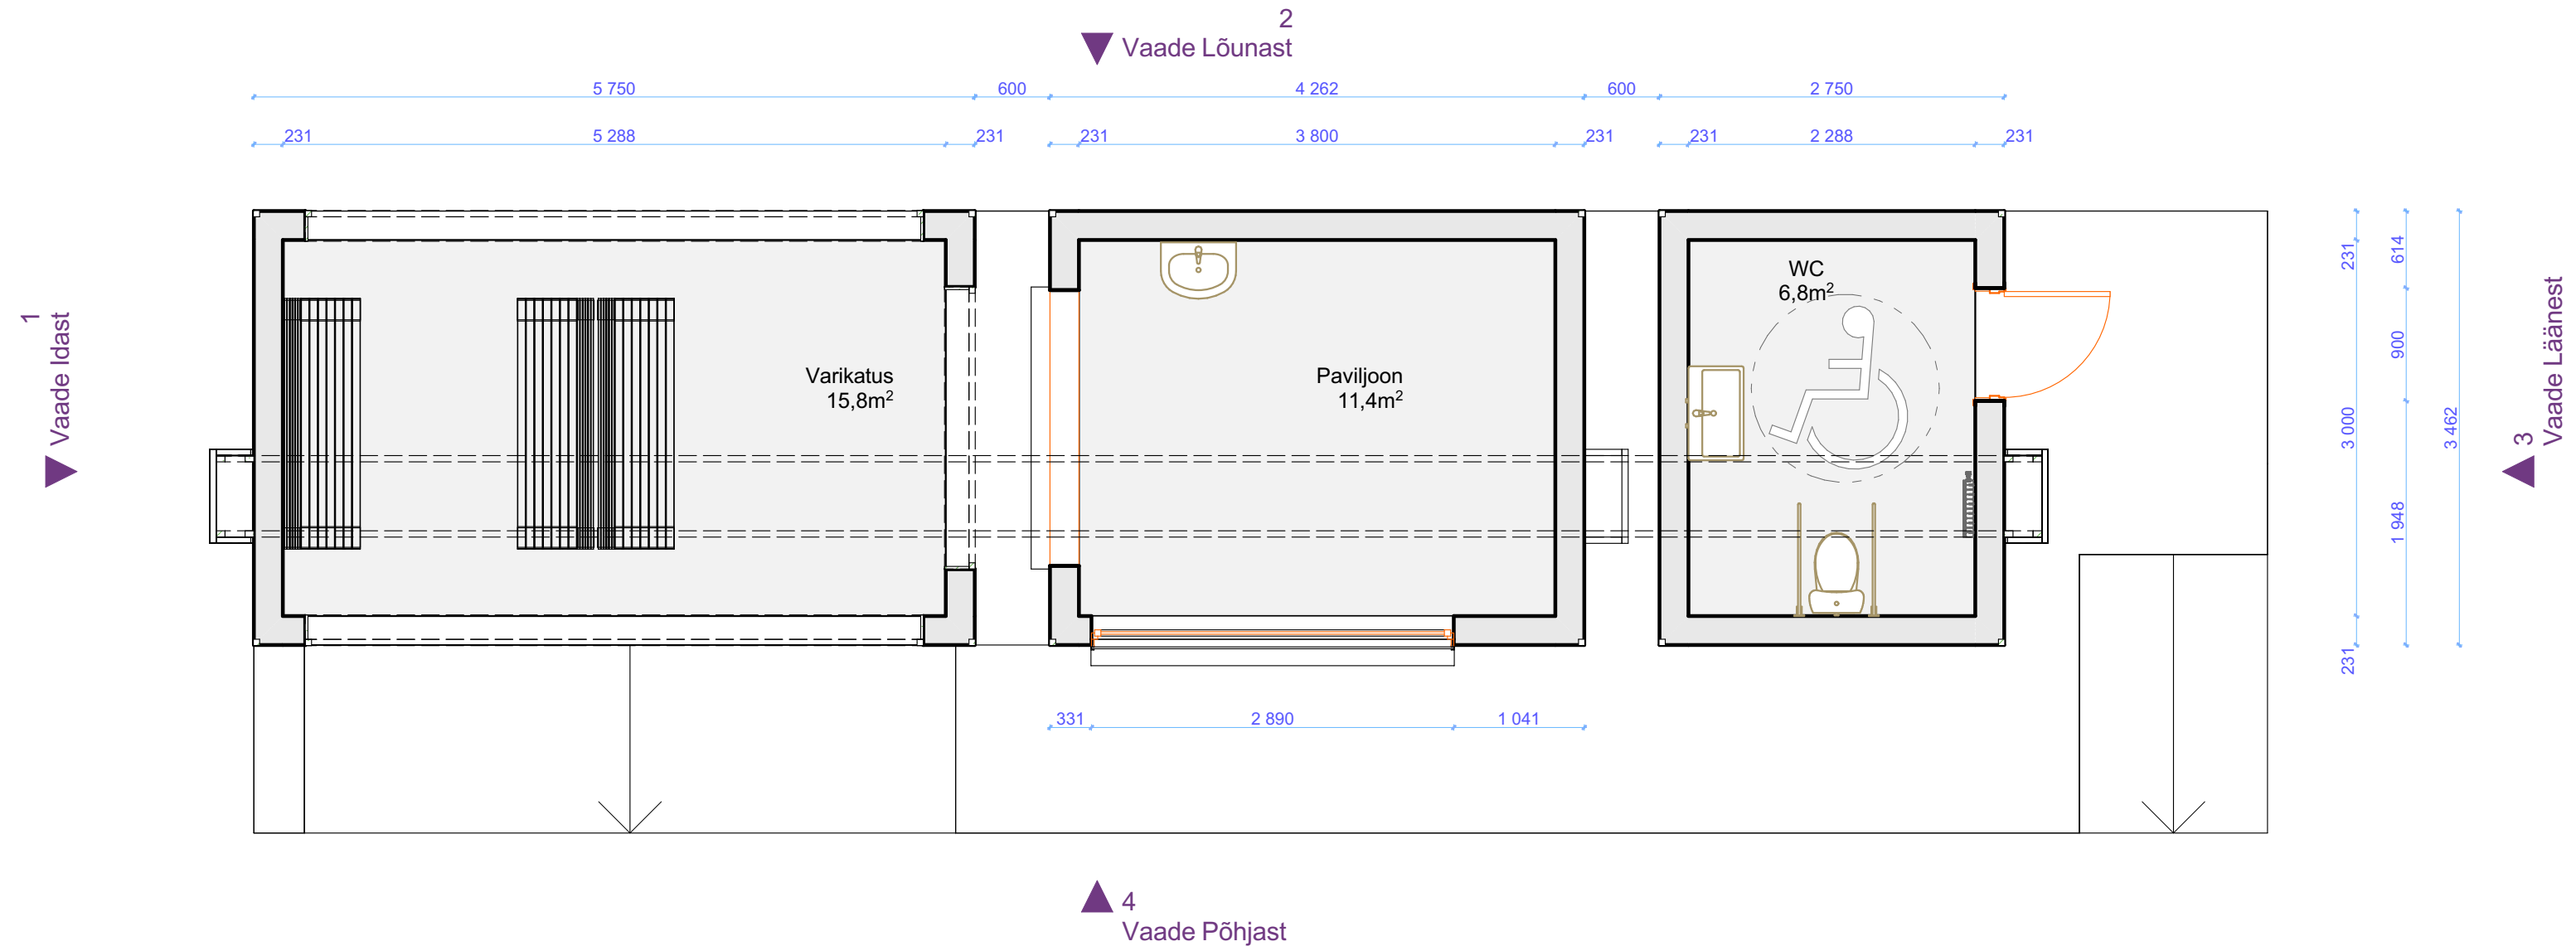 2
Vaade Lõunast
5 750
600
4 262
600
2 750
231
5 288
231
231
3 800
231
231
2 288
231
1
Vaade Idast
Varikatus
15,8m²
Paviljoon
11,4m²
WC
6,8m²
231
3 000
231
614
900
1 948
3 462
3
Vaade Läänest
331
2 890
1 041
4
Vaade Põhjast